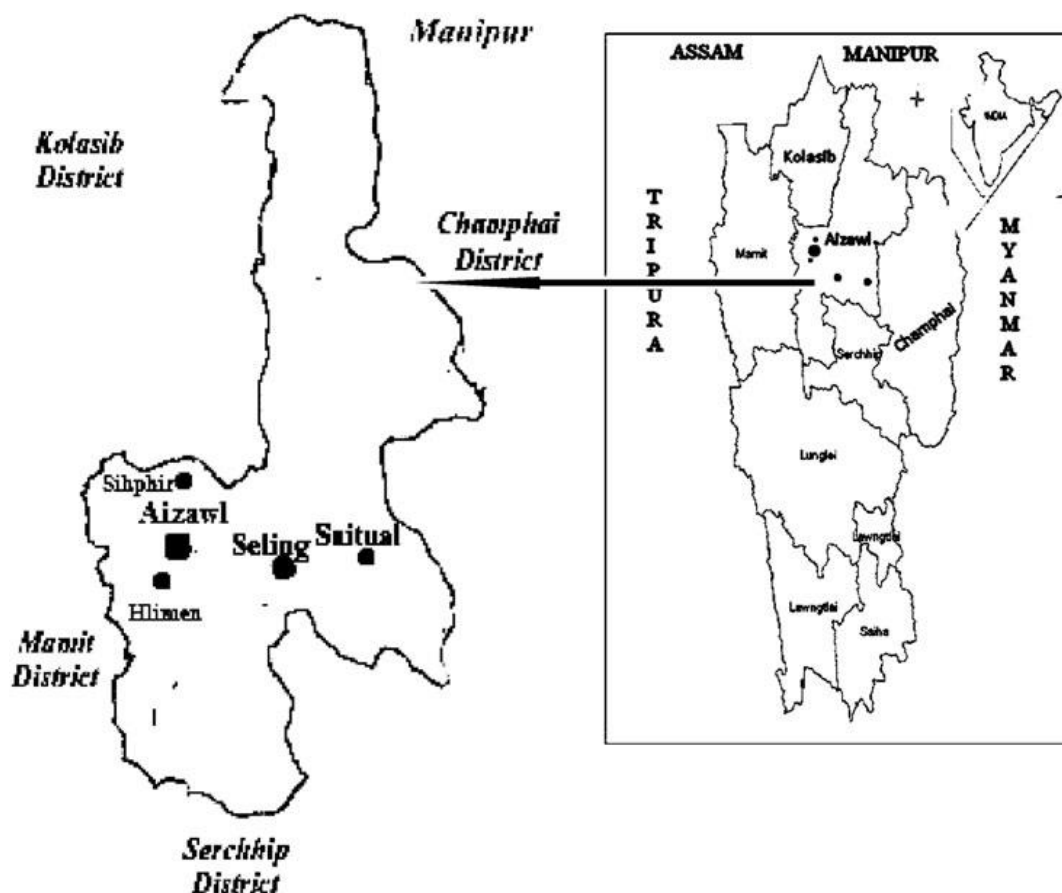 Manipur
Kolasib
District
Champhai
District
Sihphir
Aizawl
Seling
Saitual
Hlimen
Mamit
District
Serchhip
District
ASSAM
MANIPUR
INDIA
Kolasib
TRIPURA
MYANMAR
Aizawl
Mamit
Champhai
Serchhip
Lunglei
Lawngtlai
Lawngtlai
Saiha